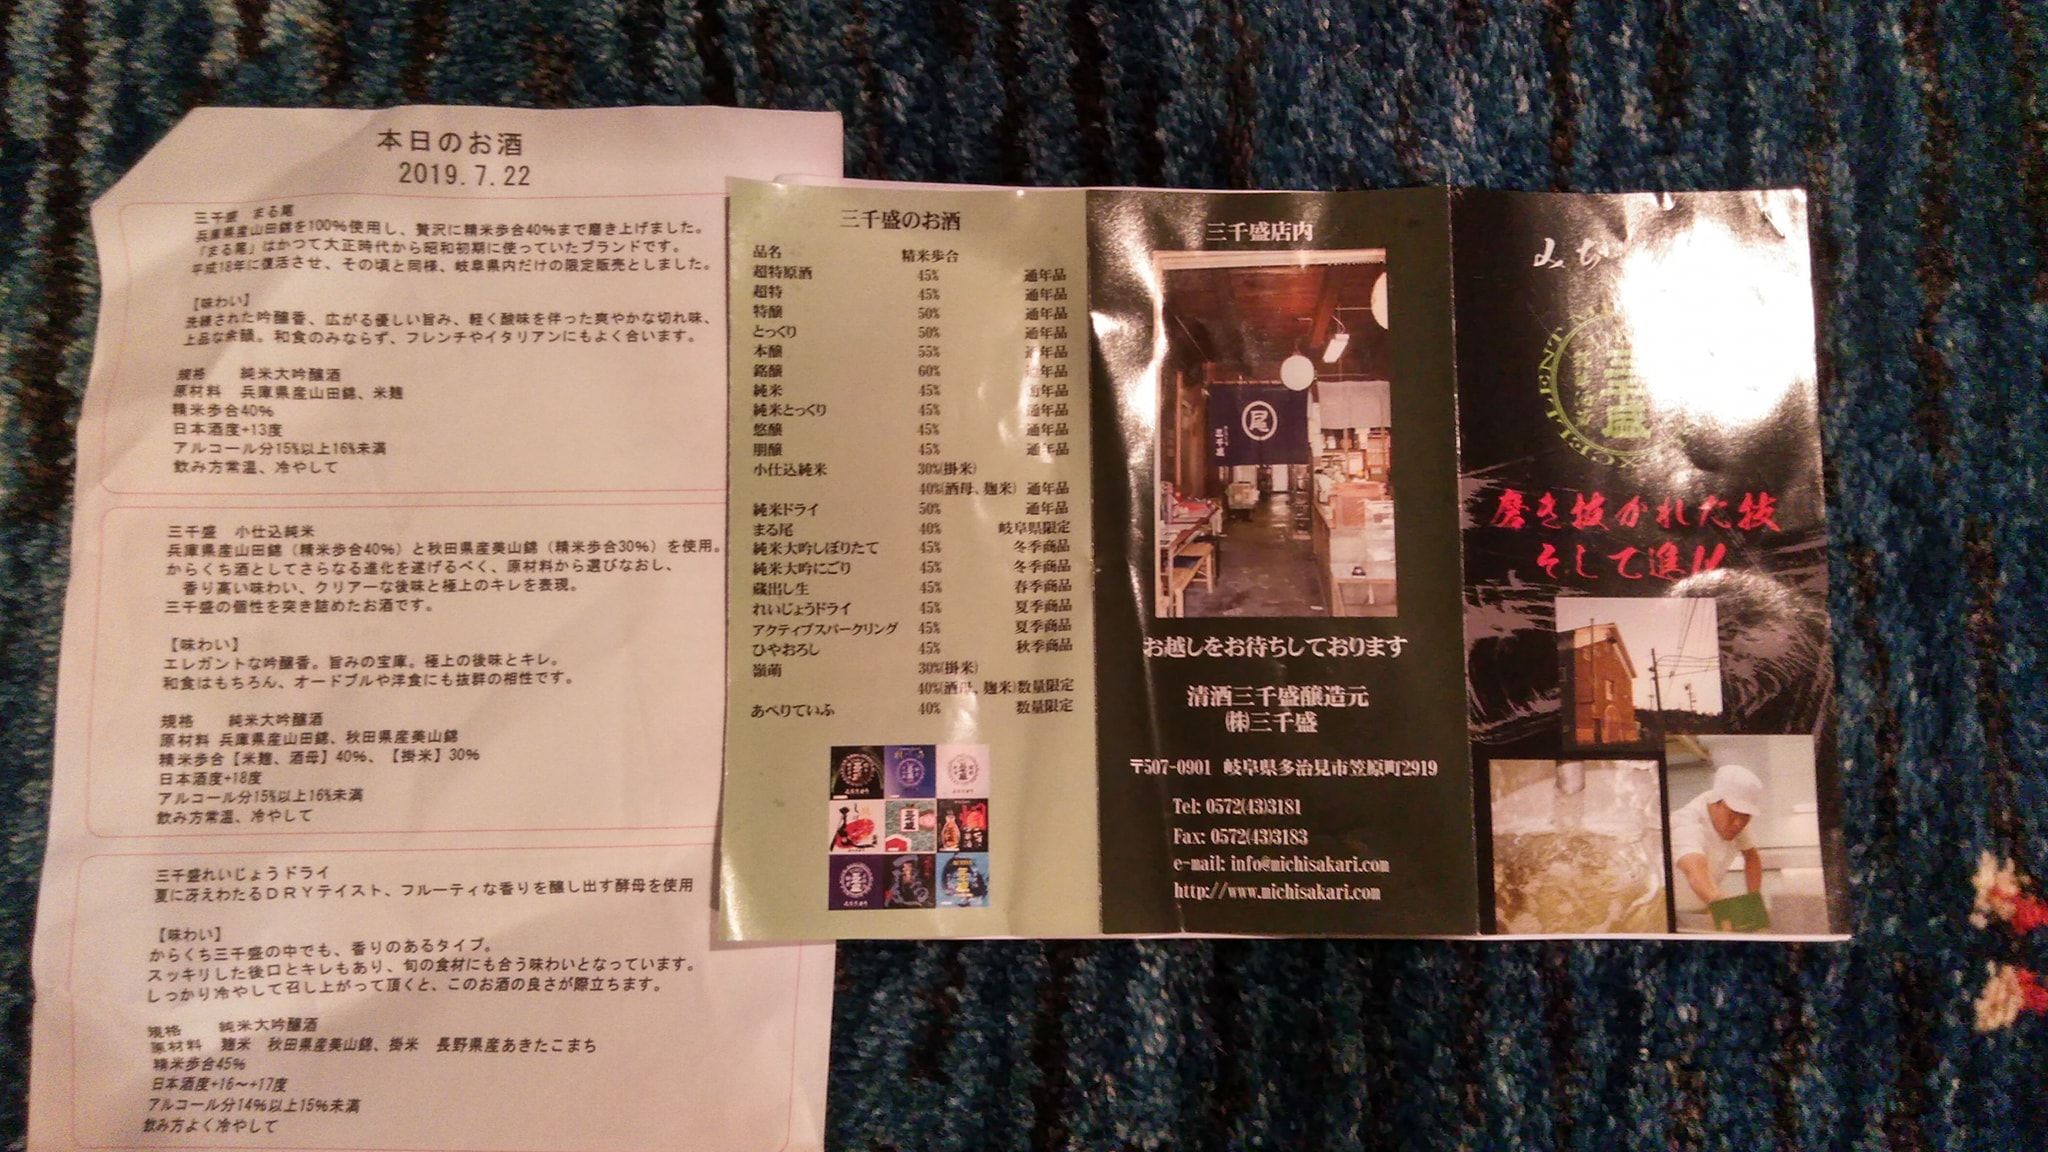 本日のお酒
2019.7.22
三千盛 まる尾
兵庫県産山田錦を100%使用し、贅沢に精米歩合40%まで磨き上げました。
「まる尾」はかつて大正時代から昭和初期に使っていたブランドです。
平成18年に復活させ、その頃と同様、岐阜県内だけの限定販売としました。
【味わい】
洗練された吟醸香、広がる優しい旨み、軽く酸味を伴った爽やかな切れ味、
上品な余韻。和食のみならず、フレンチやイタリアンにもよく合います。
規格 純米大吟醸酒
原材料 兵庫県産山田錦、米麹
精米歩合40%
日本酒度+13度
アルコール分15%以上16%未満
飲み方常温、冷やして
三千盛 小仕込純米
兵庫県産山田錦（精米歩合40%）と秋田県産美山錦（精米歩合30%）を使用。
からくち酒としてさらなる進化を遂げるべく、原材料から選びなおし、
香り高い味わい、クリアーな後味と極上のキレを表現。
三千盛の個性を突き詰めたお酒です。
【味わい】
エレガントな吟醸香。旨みの宝庫。極上の後味とキレ。
和食はもちろん、オードブルや洋食にも抜群の相性です。
規格 純米大吟醸酒
原材料 兵庫県産山田錦、秋田県産美山錦
精米歩合【米麹、酒母】40%、【掛米】30%
日本酒度+18度
アルコール分15%以上16%未満
飲み方常温、冷やして
三千盛れいじょうドライ
夏に冴えわたるＤＲＹテイスト、フルーティな香りを醸し出す酵母を使用
【味わい】
からくち三千盛の中でも、香りのあるタイプ。
スッキリした後口とキレもあり、旬の食材にも合う味わいとなっています。
しっかり冷やして召し上がって頂くと、このお酒の良さが際立ちます。
規格 純米大吟醸酒
原材料 麹米 秋田県産美山錦、掛米 長野県産あきたこまち
精米歩合45%
日本酒度+16～+17度
アルコール分14%以上15%未満
飲み方よく冷やして
三千盛のお酒
品名 精米歩合
超特原酒 45% 通年品
超特 45% 通年品
特醸 50% 通年品
とっくり 50% 通年品
本醸 55% 通年品
銘醸 60% 通年品
純米 45% 通年品
純米とっくり 45% 通年品
悠醸 45% 通年品
朋醸 45% 通年品
小仕込純米 30%(掛米)
40%(酒母、麹米) 通年品
純米ドライ 50% 通年品
まる尾 40% 岐阜県限定
純米大吟しぼりたて 45% 冬季商品
純米大吟にごり 45% 冬季商品
蔵出し生 45% 春季商品
れいじょうドライ 45% 夏季商品
アクティブスパークリング 45% 夏季商品
ひやおろし 45% 秋季商品
嶺萌 30%(掛米)
40%(酒母、麹米) 数量限定
あぺりていふ 40% 数量限定
三千盛店内
尾
三千盛
お越しをお待ちしております
清酒三千盛醸造元
㈱三千盛
〒507-0901 岐阜県多治見市笠原町2919
Tel: 0572(43)3181
Fax: 0572(43)3183
e-mail: info@michisakari.com
http://www.michisakari.com
みち
三千盛
磨き抜かれた技
そして進化